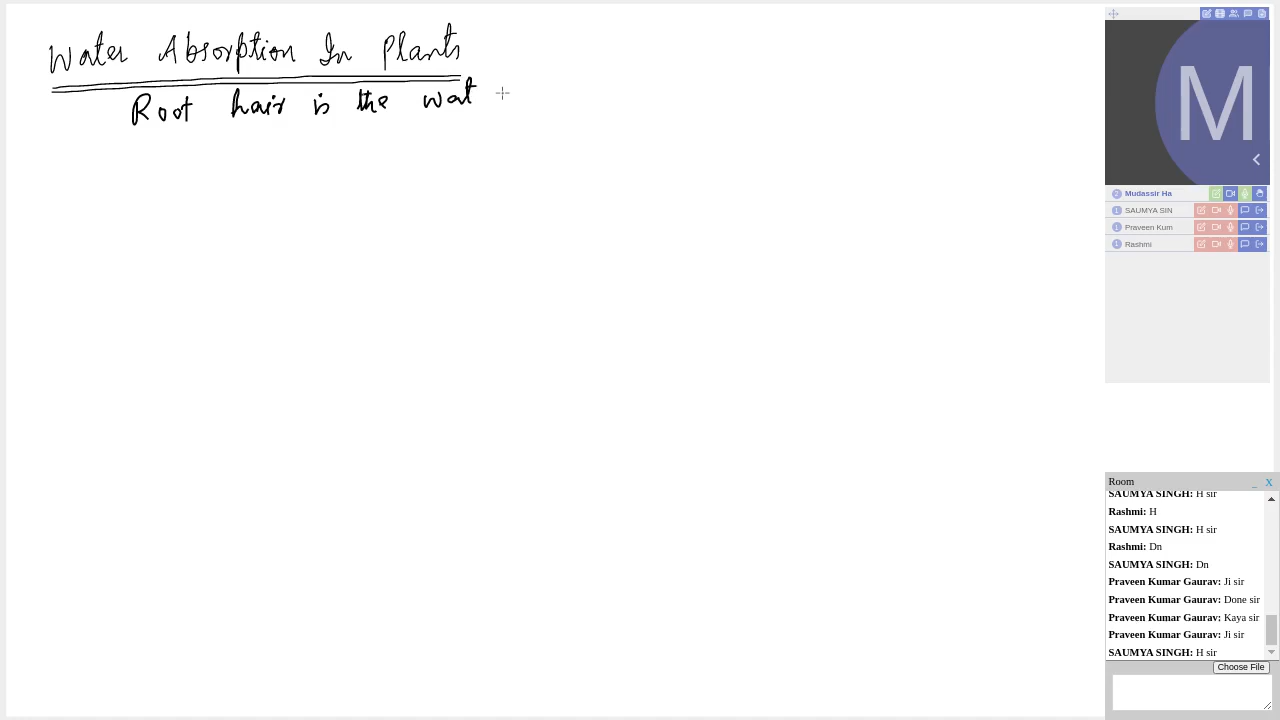 Water Absorption In Plants
Root hair is the wat
M
Mudassir Ha
SAUMYA SIN
Praveen Kum
Rashmi
Room
_ X
SAUMYA SINGH: H sir
Rashmi: H
SAUMYA SINGH: H sir
Rashmi: Dn
SAUMYA SINGH: Dn
Praveen Kumar Gaurav: Ji sir
Praveen Kumar Gaurav: Done sir
Praveen Kumar Gaurav: Kaya sir
Praveen Kumar Gaurav: Ji sir
SAUMYA SINGH: H sir
Choose File